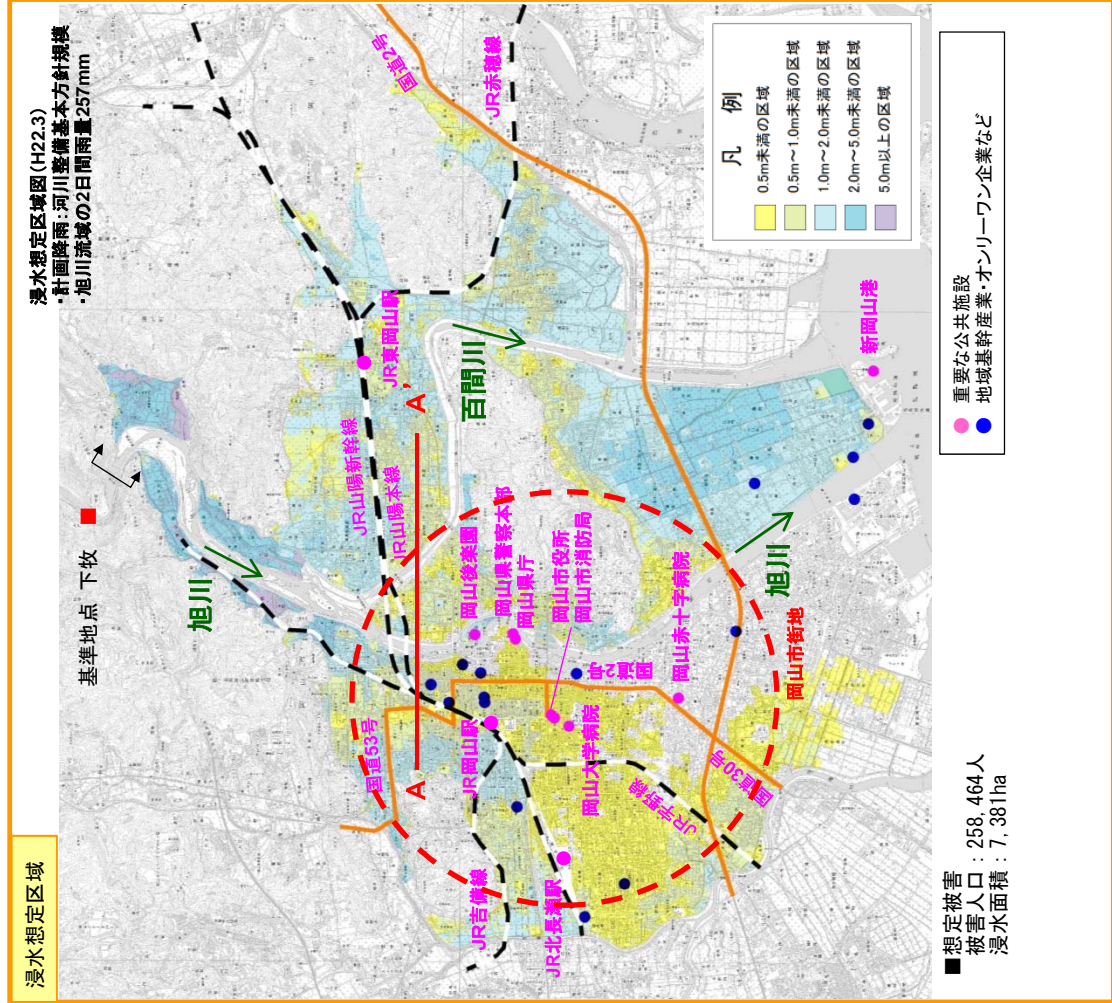 浸水想定区域
浸水想定区域図(H22.3)
・計画降雨:河川整備基本方針規模
・旭川流域の2日間雨量257mm
基準地点 下牧
旭川
国道2号
JR赤穂線
JR東岡山駅
JR山陽新幹線
JR山陽本線
百間川
A
A’
国道53号
岡山後楽園
岡山県警察本部
岡山県庁
岡山市役所
岡山市消防局
JR岡山駅
国道2号
岡山大学病院
岡山赤十字病院
JR吉備線
JR北長瀬駅
JR宇野線
国道30号
岡山市街地
旭川
新岡山港
凡 例
0.5m未満の区域
0.5m~1.0m未満の区域
1.0m~2.0m未満の区域
2.0m~5.0m未満の区域
5.0m以上の区域
重要な公共施設
地域基幹産業・オンリーワン企業など
■想定被害
被害人口:258,464人
浸水面積:7,381ha